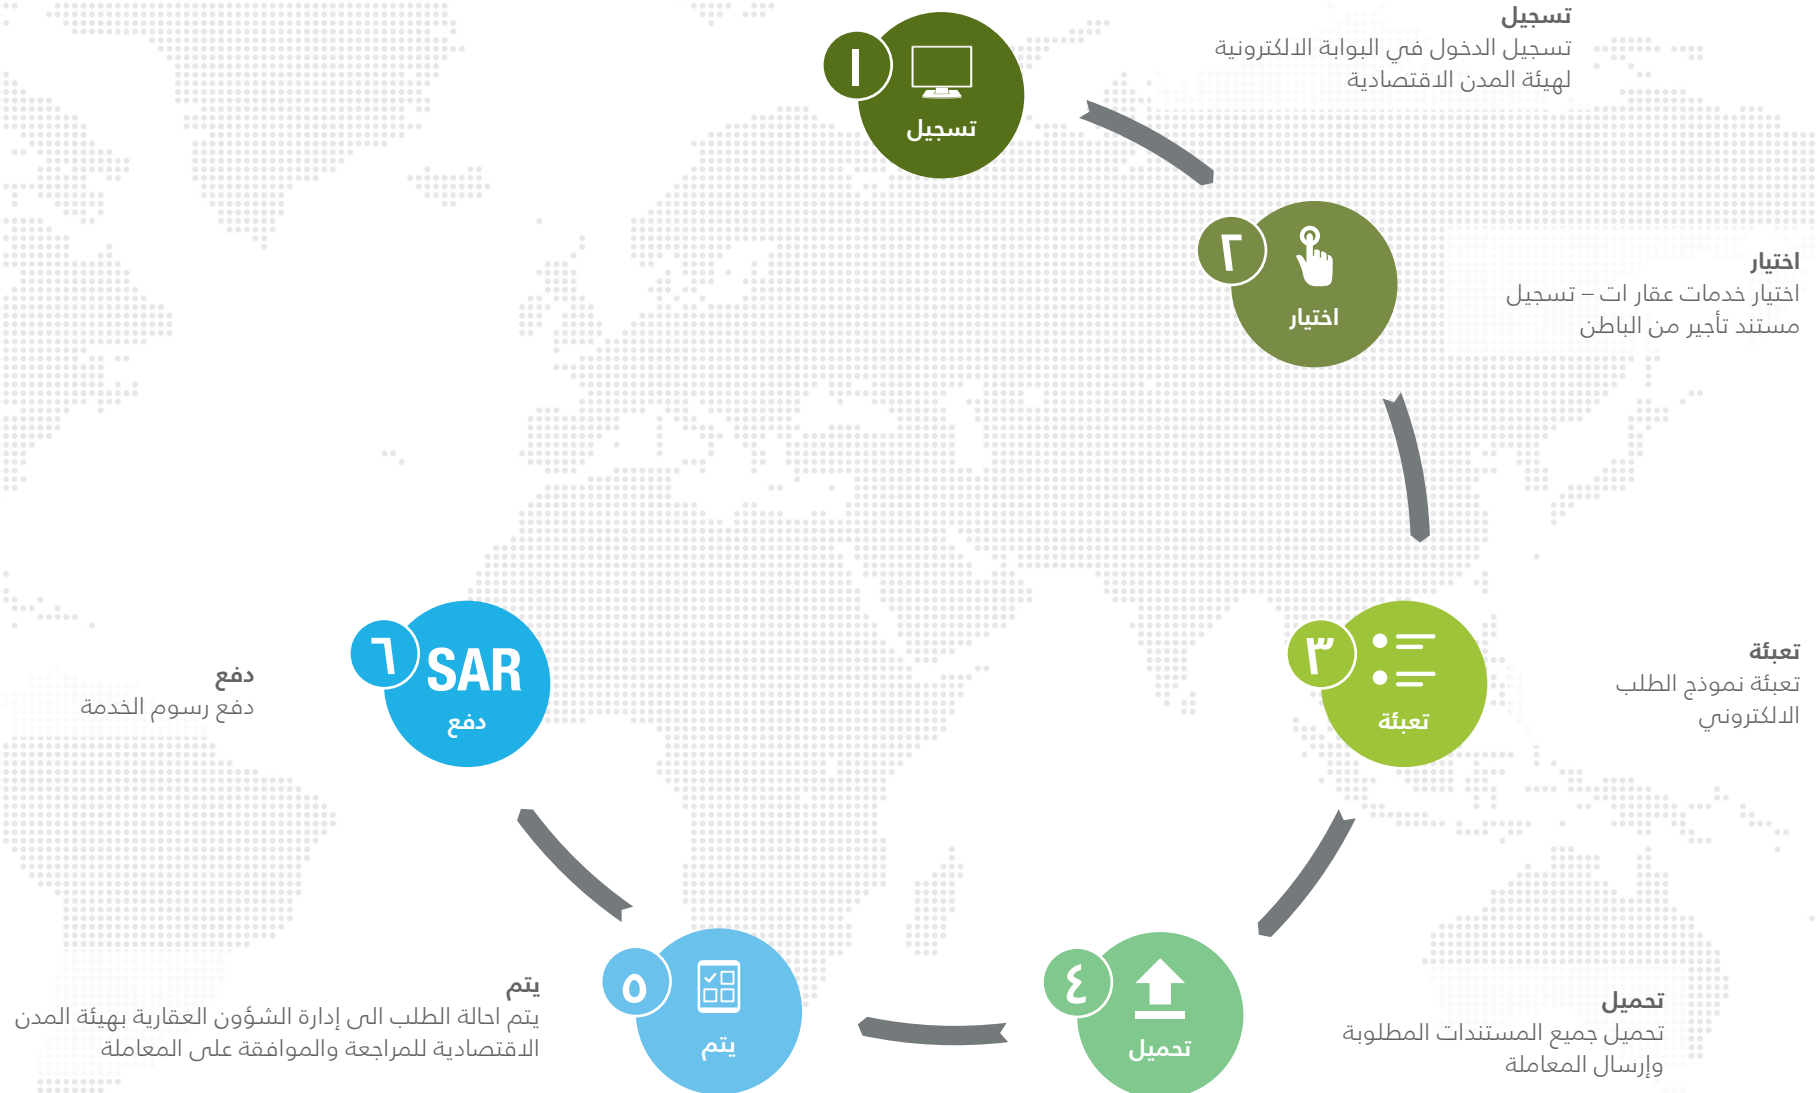 ١
تسجيل
تسجيل
تسجيل الدخول في البوابة الالكترونية
لهيئة المدن الاقتصادية
٢
اختيار
اختيار
اختيار خدمات عقار ات – تسجيل
مستند تأجير من الباطن
٣
تعبئة
تعبئة
تعبئة نموذج الطلب
الالكتروني
٤
تحميل
تحميل
تحميل جميع المستندات المطلوبة
وإرسال المعاملة
٥
يتم
يتم
يتم احالة الطلب الى إدارة الشؤون العقارية بهيئة المدن
الاقتصادية للمراجعة والموافقة على المعاملة
٦
SAR
دفع
دفع
دفع رسوم الخدمة